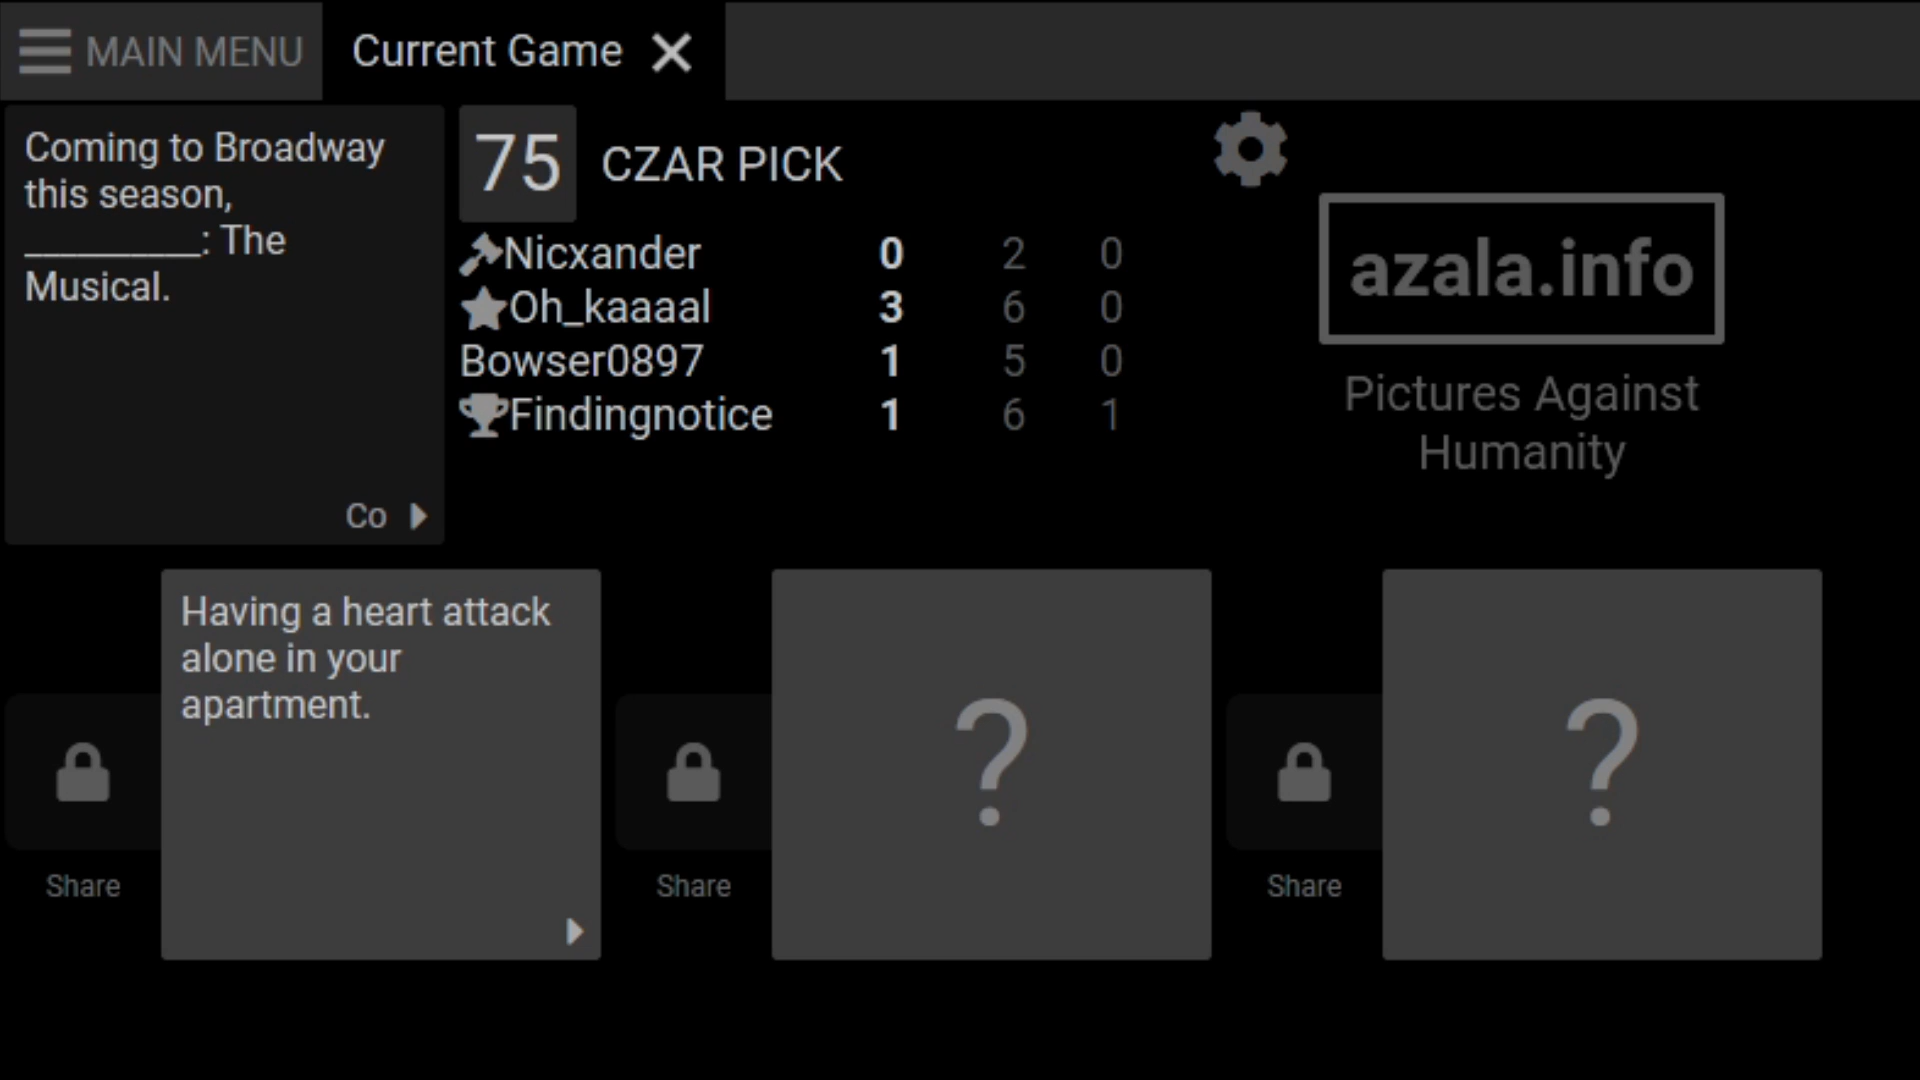 MAIN MENU
Current Game
Coming to Broadway
this season,
__________: The
Musical.
Co
75 CZAR PICK
Nicxander 0 2 0
Oh_kaaaal 3 6 0
Bowser0897 1 5 0
Findingnotice 1 6 1
azala.info
Pictures Against
Humanity
Having a heart attack
alone in your
apartment.
Share
?
Share
?
Share